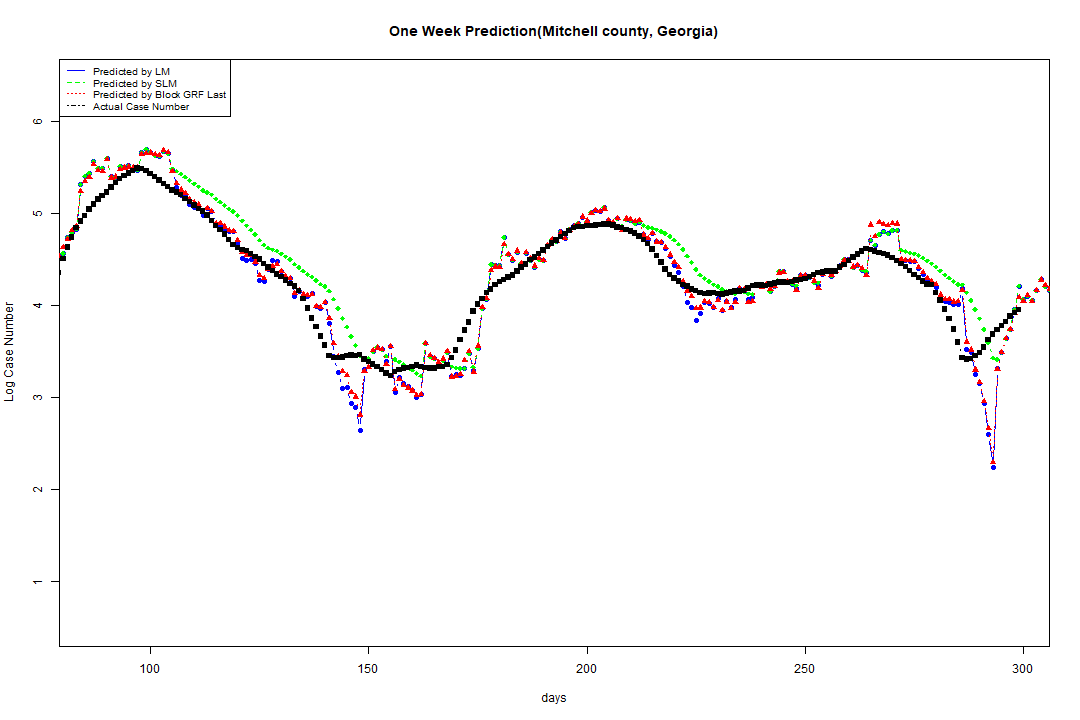 One Week Prediction(Mitchell county, Georgia)
Predicted by LM
Predicted by SLM
Predicted by Block GRF Last
Actual Case Number
Log Case Number
6
5
4
3
2
1
100 150 200 250 300
days